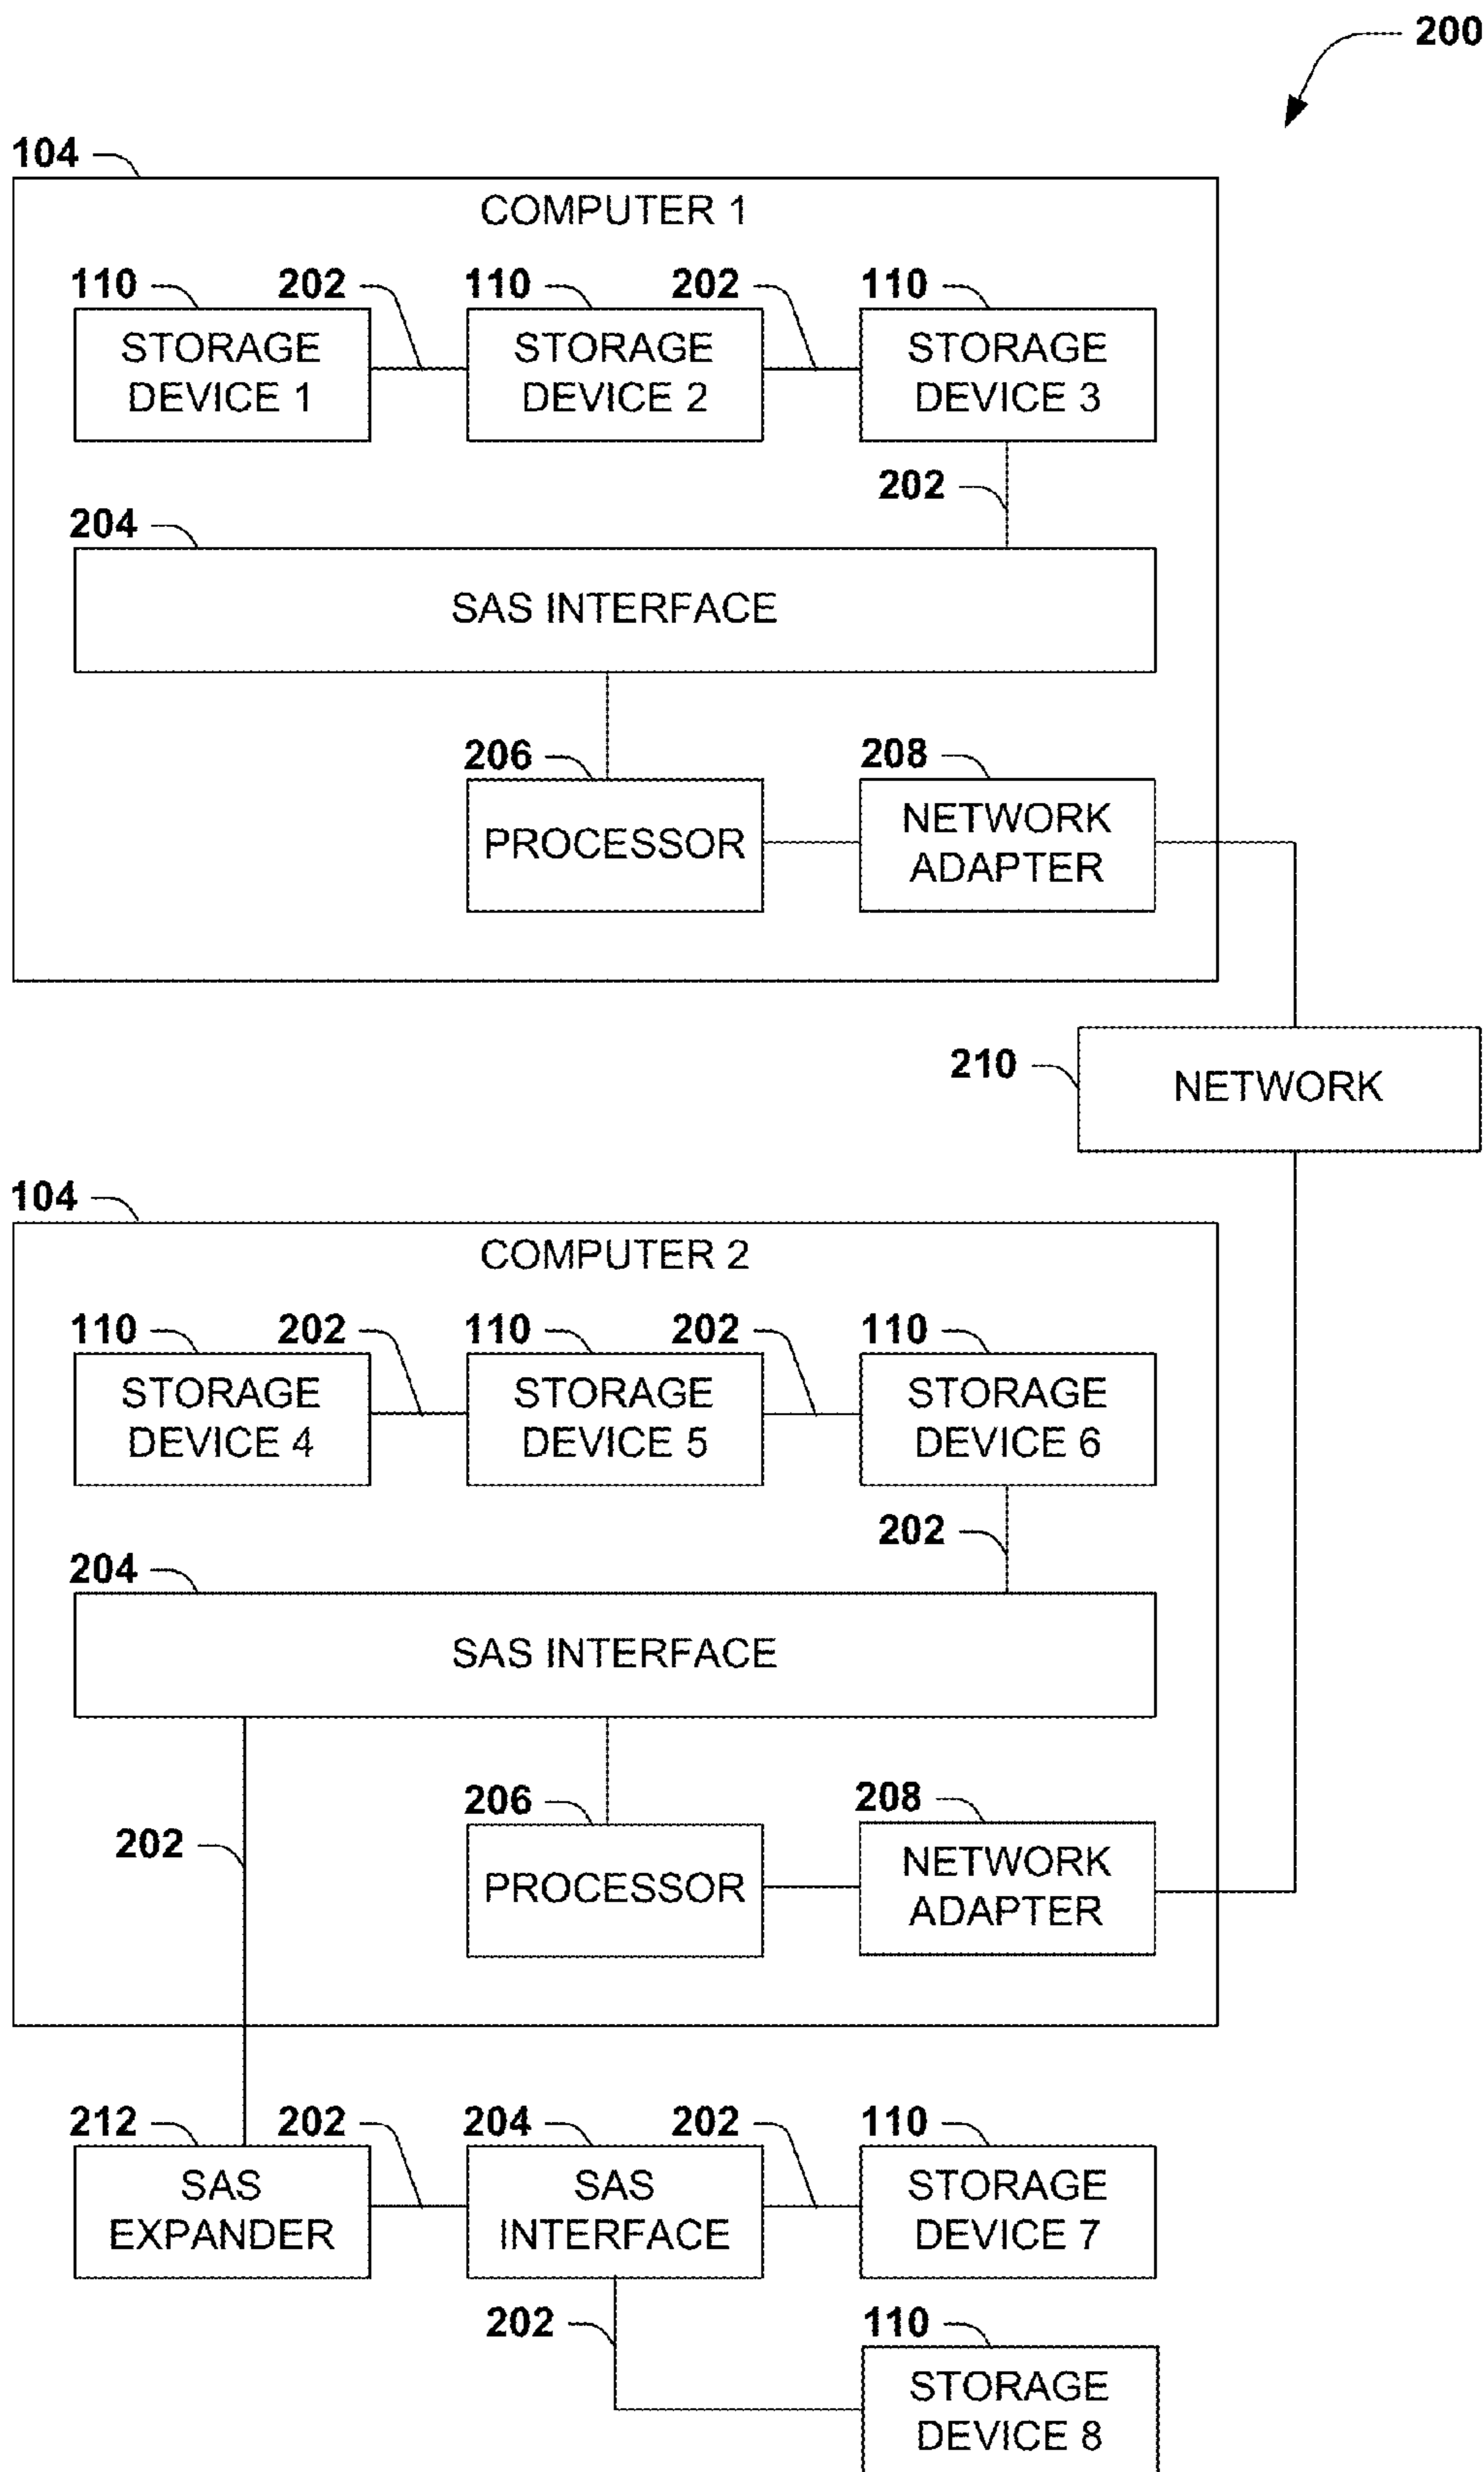 200
104
COMPUTER 1
110 202 110 202 110
STORAGE DEVICE 1
STORAGE DEVICE 2
STORAGE DEVICE 3
202
204
SAS INTERFACE
206 208
PROCESSOR
NETWORK ADAPTER
210
NETWORK
104
COMPUTER 2
110 202 110 202 110
STORAGE DEVICE 4
STORAGE DEVICE 5
STORAGE DEVICE 6
202
204
SAS INTERFACE
206 208
202
PROCESSOR
NETWORK ADAPTER
212 202 204 202 110
SAS EXPANDER
SAS INTERFACE
STORAGE DEVICE 7
202 110
STORAGE DEVICE 8